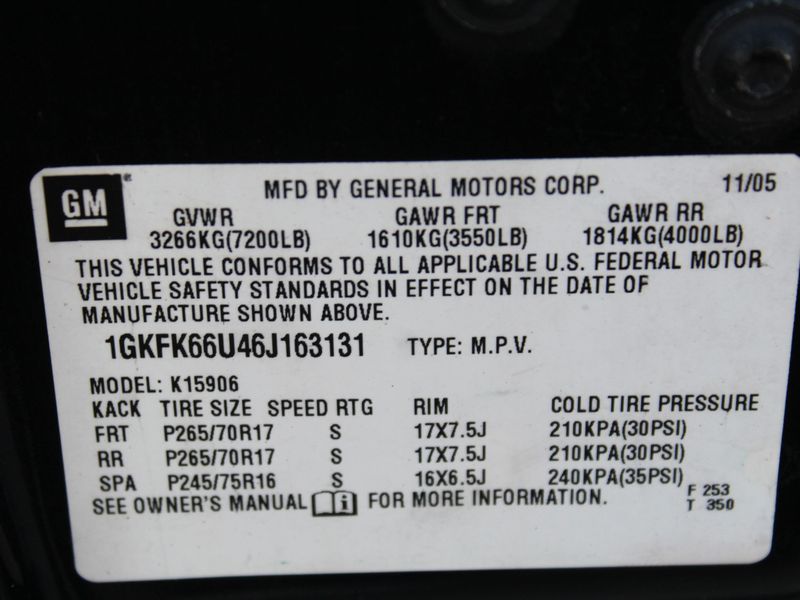 GM MFD BY GENERAL MOTORS CORP. 11/05
GVWR GAWR FRT GAWR RR
3266KG(7200LB) 1610KG(3550LB) 1814KG(4000LB)
THIS VEHICLE CONFORMS TO ALL APPLICABLE U.S. FEDERAL MOTOR
VEHICLE SAFETY STANDARDS IN EFFECT ON THE DATE OF
MANUFACTURE SHOWN ABOVE.
1GKFK66U46J163131 TYPE: M.P.V.
MODEL: K15906
KACK TIRE SIZE SPEED RTG RIM COLD TIRE PRESSURE
FRT P265/70R17 S 17X7.5J 210KPA(30PSI)
RR P265/70R17 S 17X7.5J 210KPA(30PSI)
SPA P245/75R16 S 16X6.5J 240KPA(35PSI)
SEE OWNER'S MANUAL i FOR MORE INFORMATION.
F 253
T 350